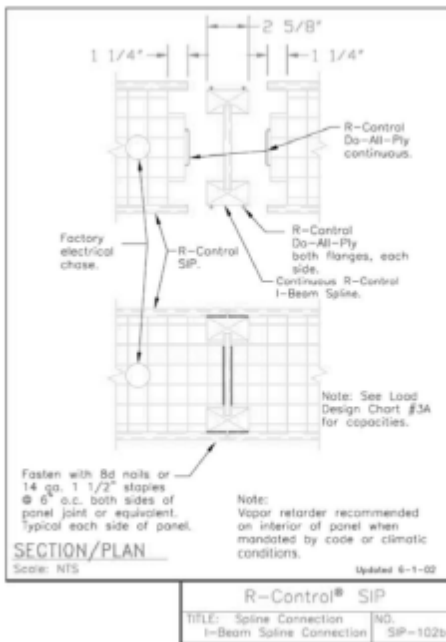 2 5/8"
1 1/4"
1 1/4"
R-Control
Do-All-Ply
continuous.
R-Control
Do-All-Ply
both flanges, each
side.
Factory
electrical
chase.
R-Control
SIP.
Continuous R-Control
I-Beam Spline.
Note: See Load
Design Chart #3A
for capacities.
Fasten with 8d nails or
14 ga. 1 1/2" staples
@ 6" o.c. both sides of
panel joint or equivalent.
Typical each side of panel.
Note:
Vapor retarder recommended
on interior of panel when
mandated by code or climatic
conditions.
SECTION/PLAN
Scale: NTS
Updated 6-1-02
R-Control® SIP
TITLE: Spline Connection
I-Beam Spline Connection
NO.
SIP-102b